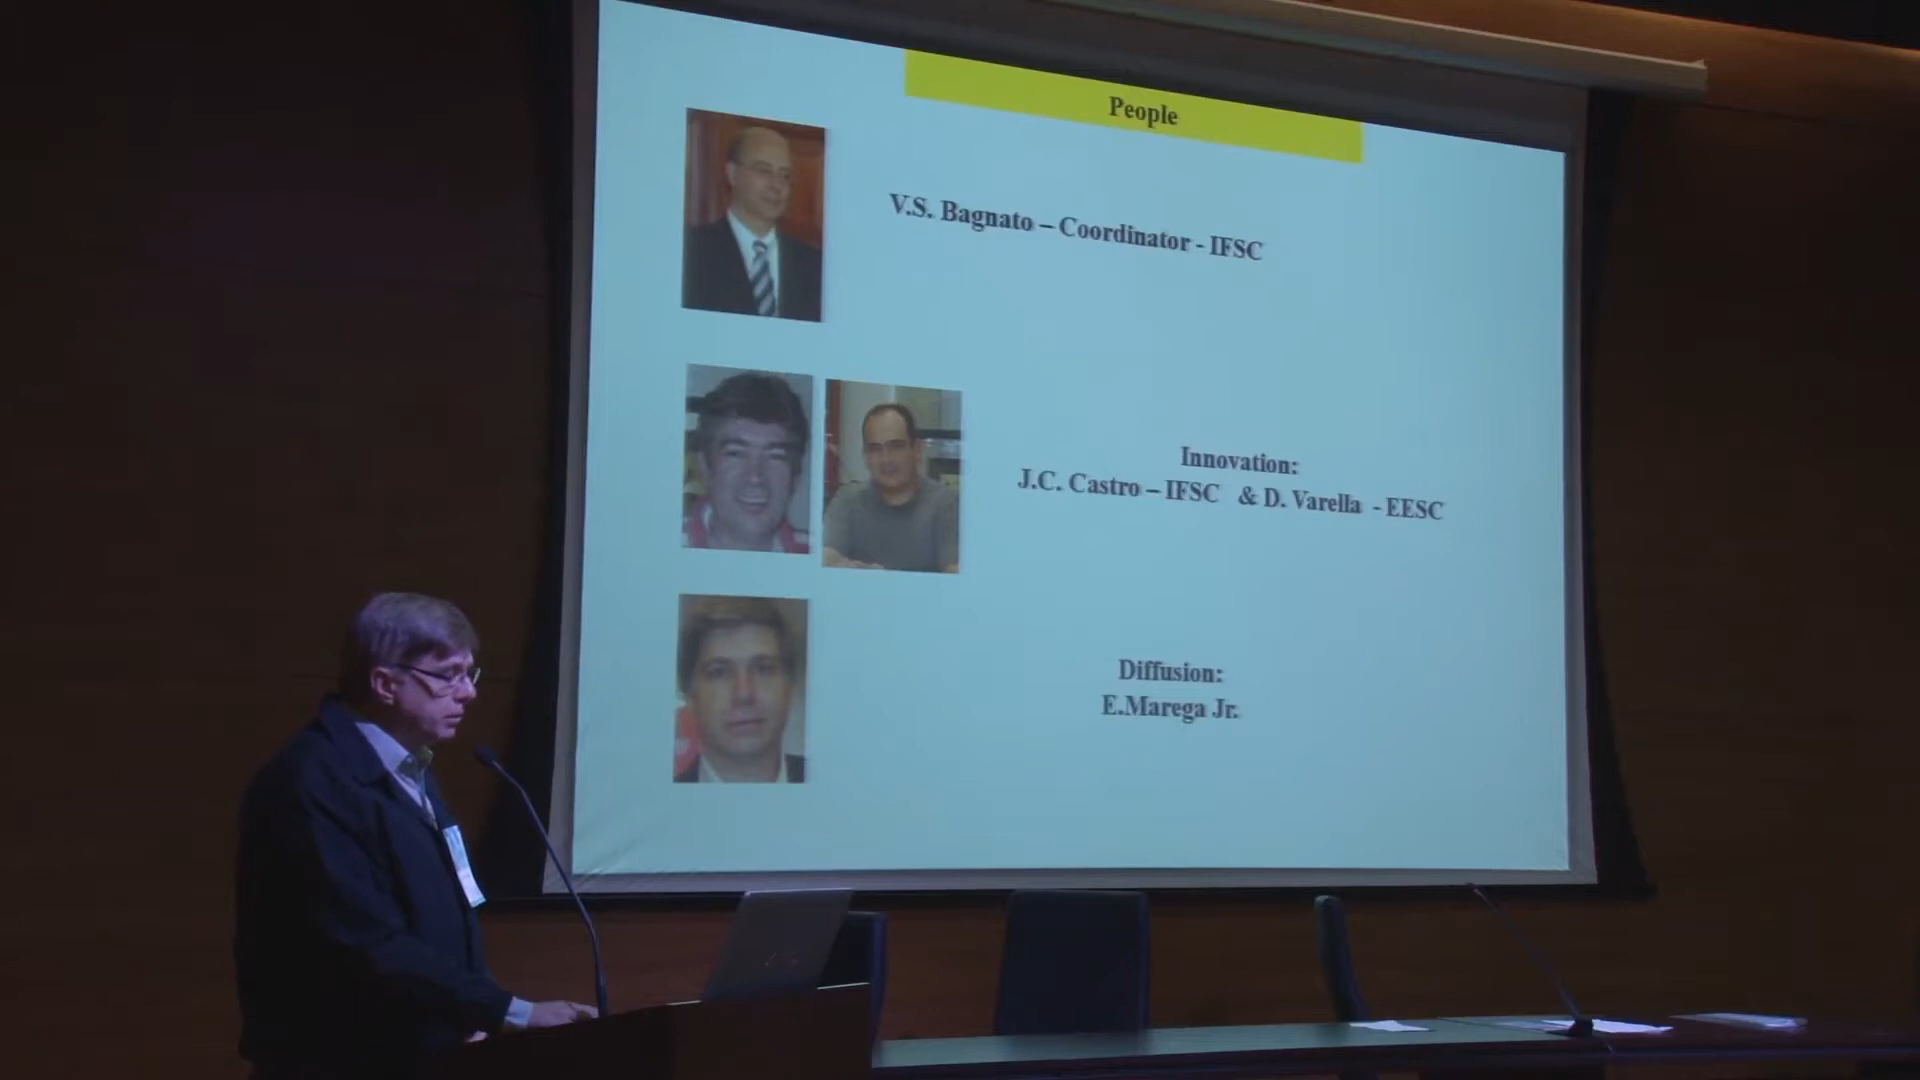 People
V.S. Bagnato – Coordinator - IFSC
Innovation:
J.C. Castro – IFSC & D. Varella - EESC
Diffusion:
E.Marega Jr.